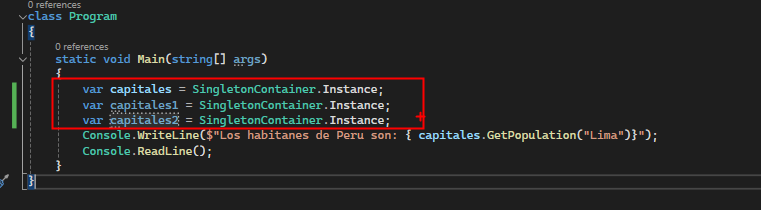 0 references
class Program
{
0 references
static void Main(string[] args)
{
var capitales = SingletonContainer.Instance;
var capitales1 = SingletonContainer.Instance;
var capitales2 = SingletonContainer.Instance;
Console.WriteLine($"Los habitanes de Peru son: { capitales.GetPopulation("Lima")}");
Console.ReadLine();
}
}